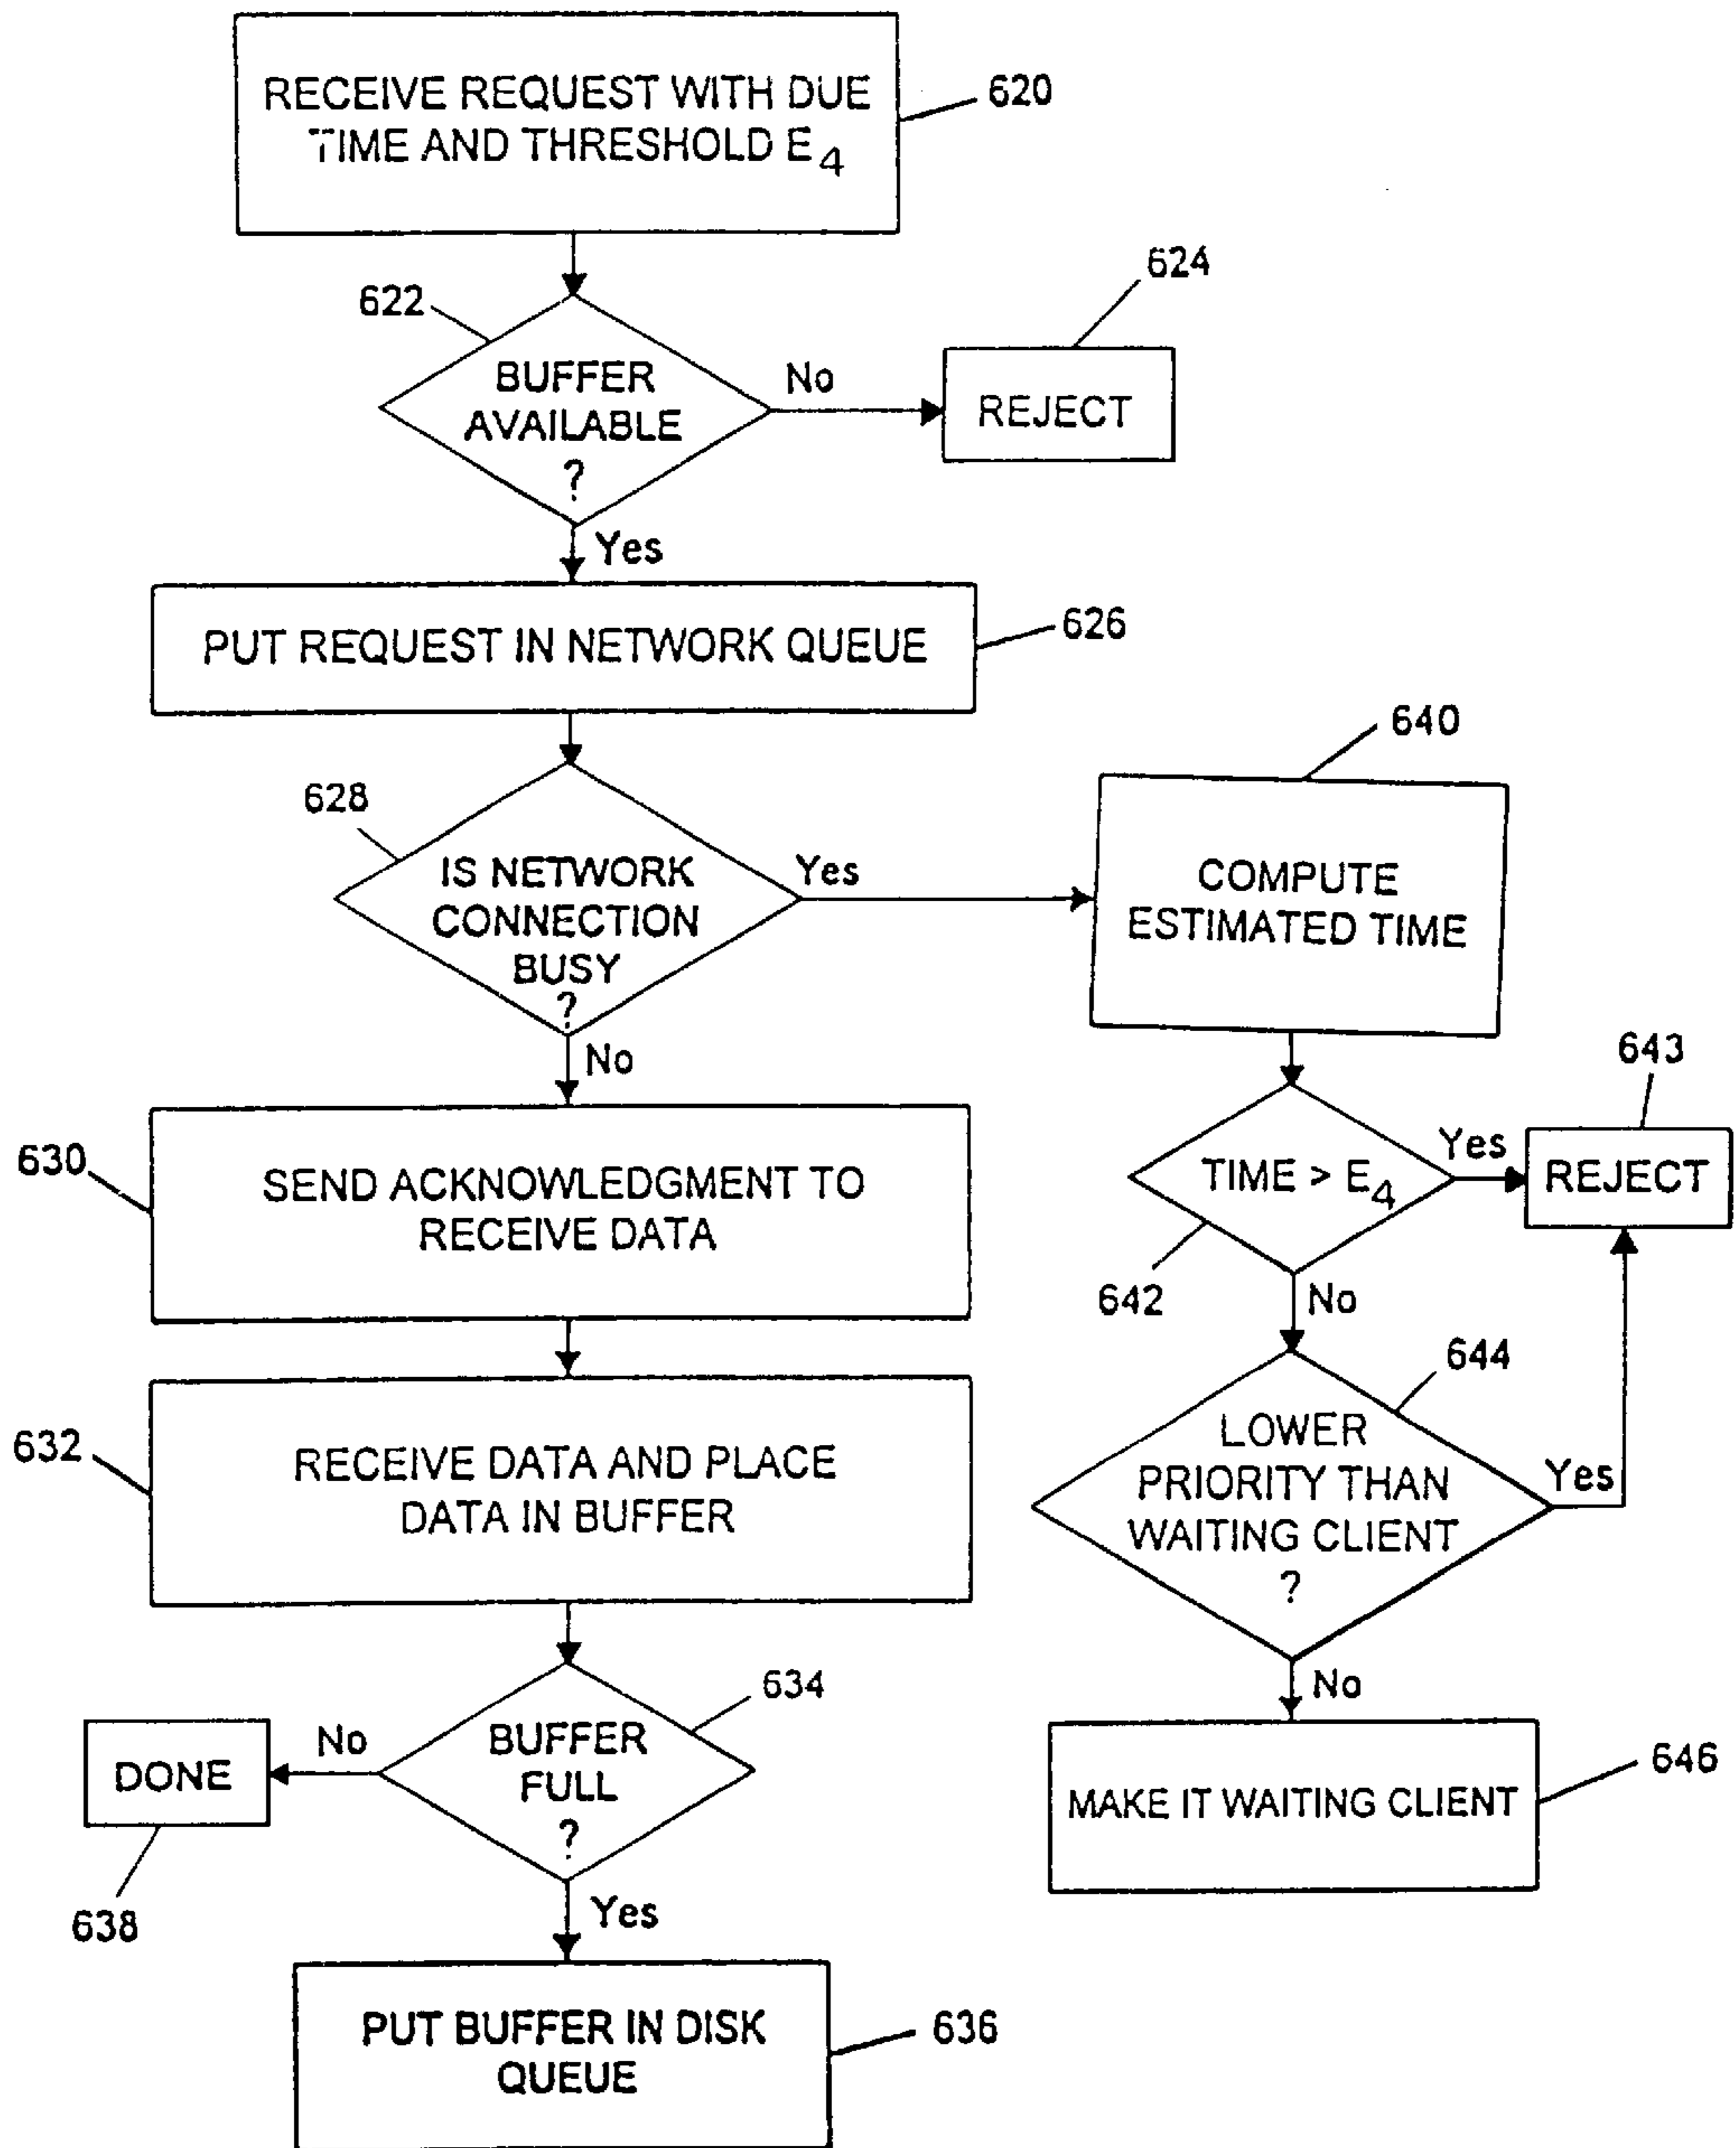 RECEIVE REQUEST WITH DUE
TIME AND THRESHOLD E4
620
622
BUFFER
AVAILABLE
?
No
624
REJECT
Yes
PUT REQUEST IN NETWORK QUEUE
626
628
IS NETWORK
CONNECTION
BUSY
?
Yes
640
COMPUTE
ESTIMATED TIME
No
630
SEND ACKNOWLEDGMENT TO
RECEIVE DATA
TIME > E4
642
Yes
643
REJECT
No
632
RECEIVE DATA AND PLACE
DATA IN BUFFER
644
LOWER
PRIORITY THAN
WAITING CLIENT
?
Yes
No
634
BUFFER
FULL
?
No
DONE
638
MAKE IT WAITING CLIENT
646
Yes
PUT BUFFER IN DISK
QUEUE
636